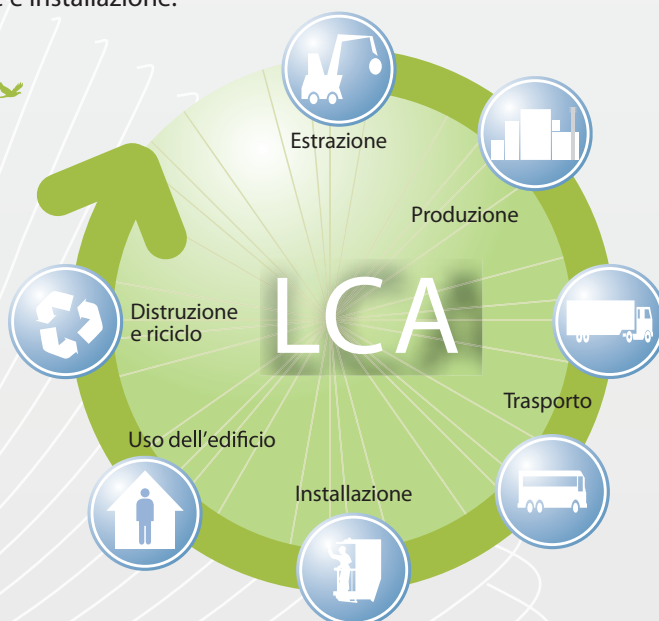 e installazione.
Estrazione
Produzione
Distruzione
e riciclo
LCA
Trasporto
Uso dell'edificio
Installazione